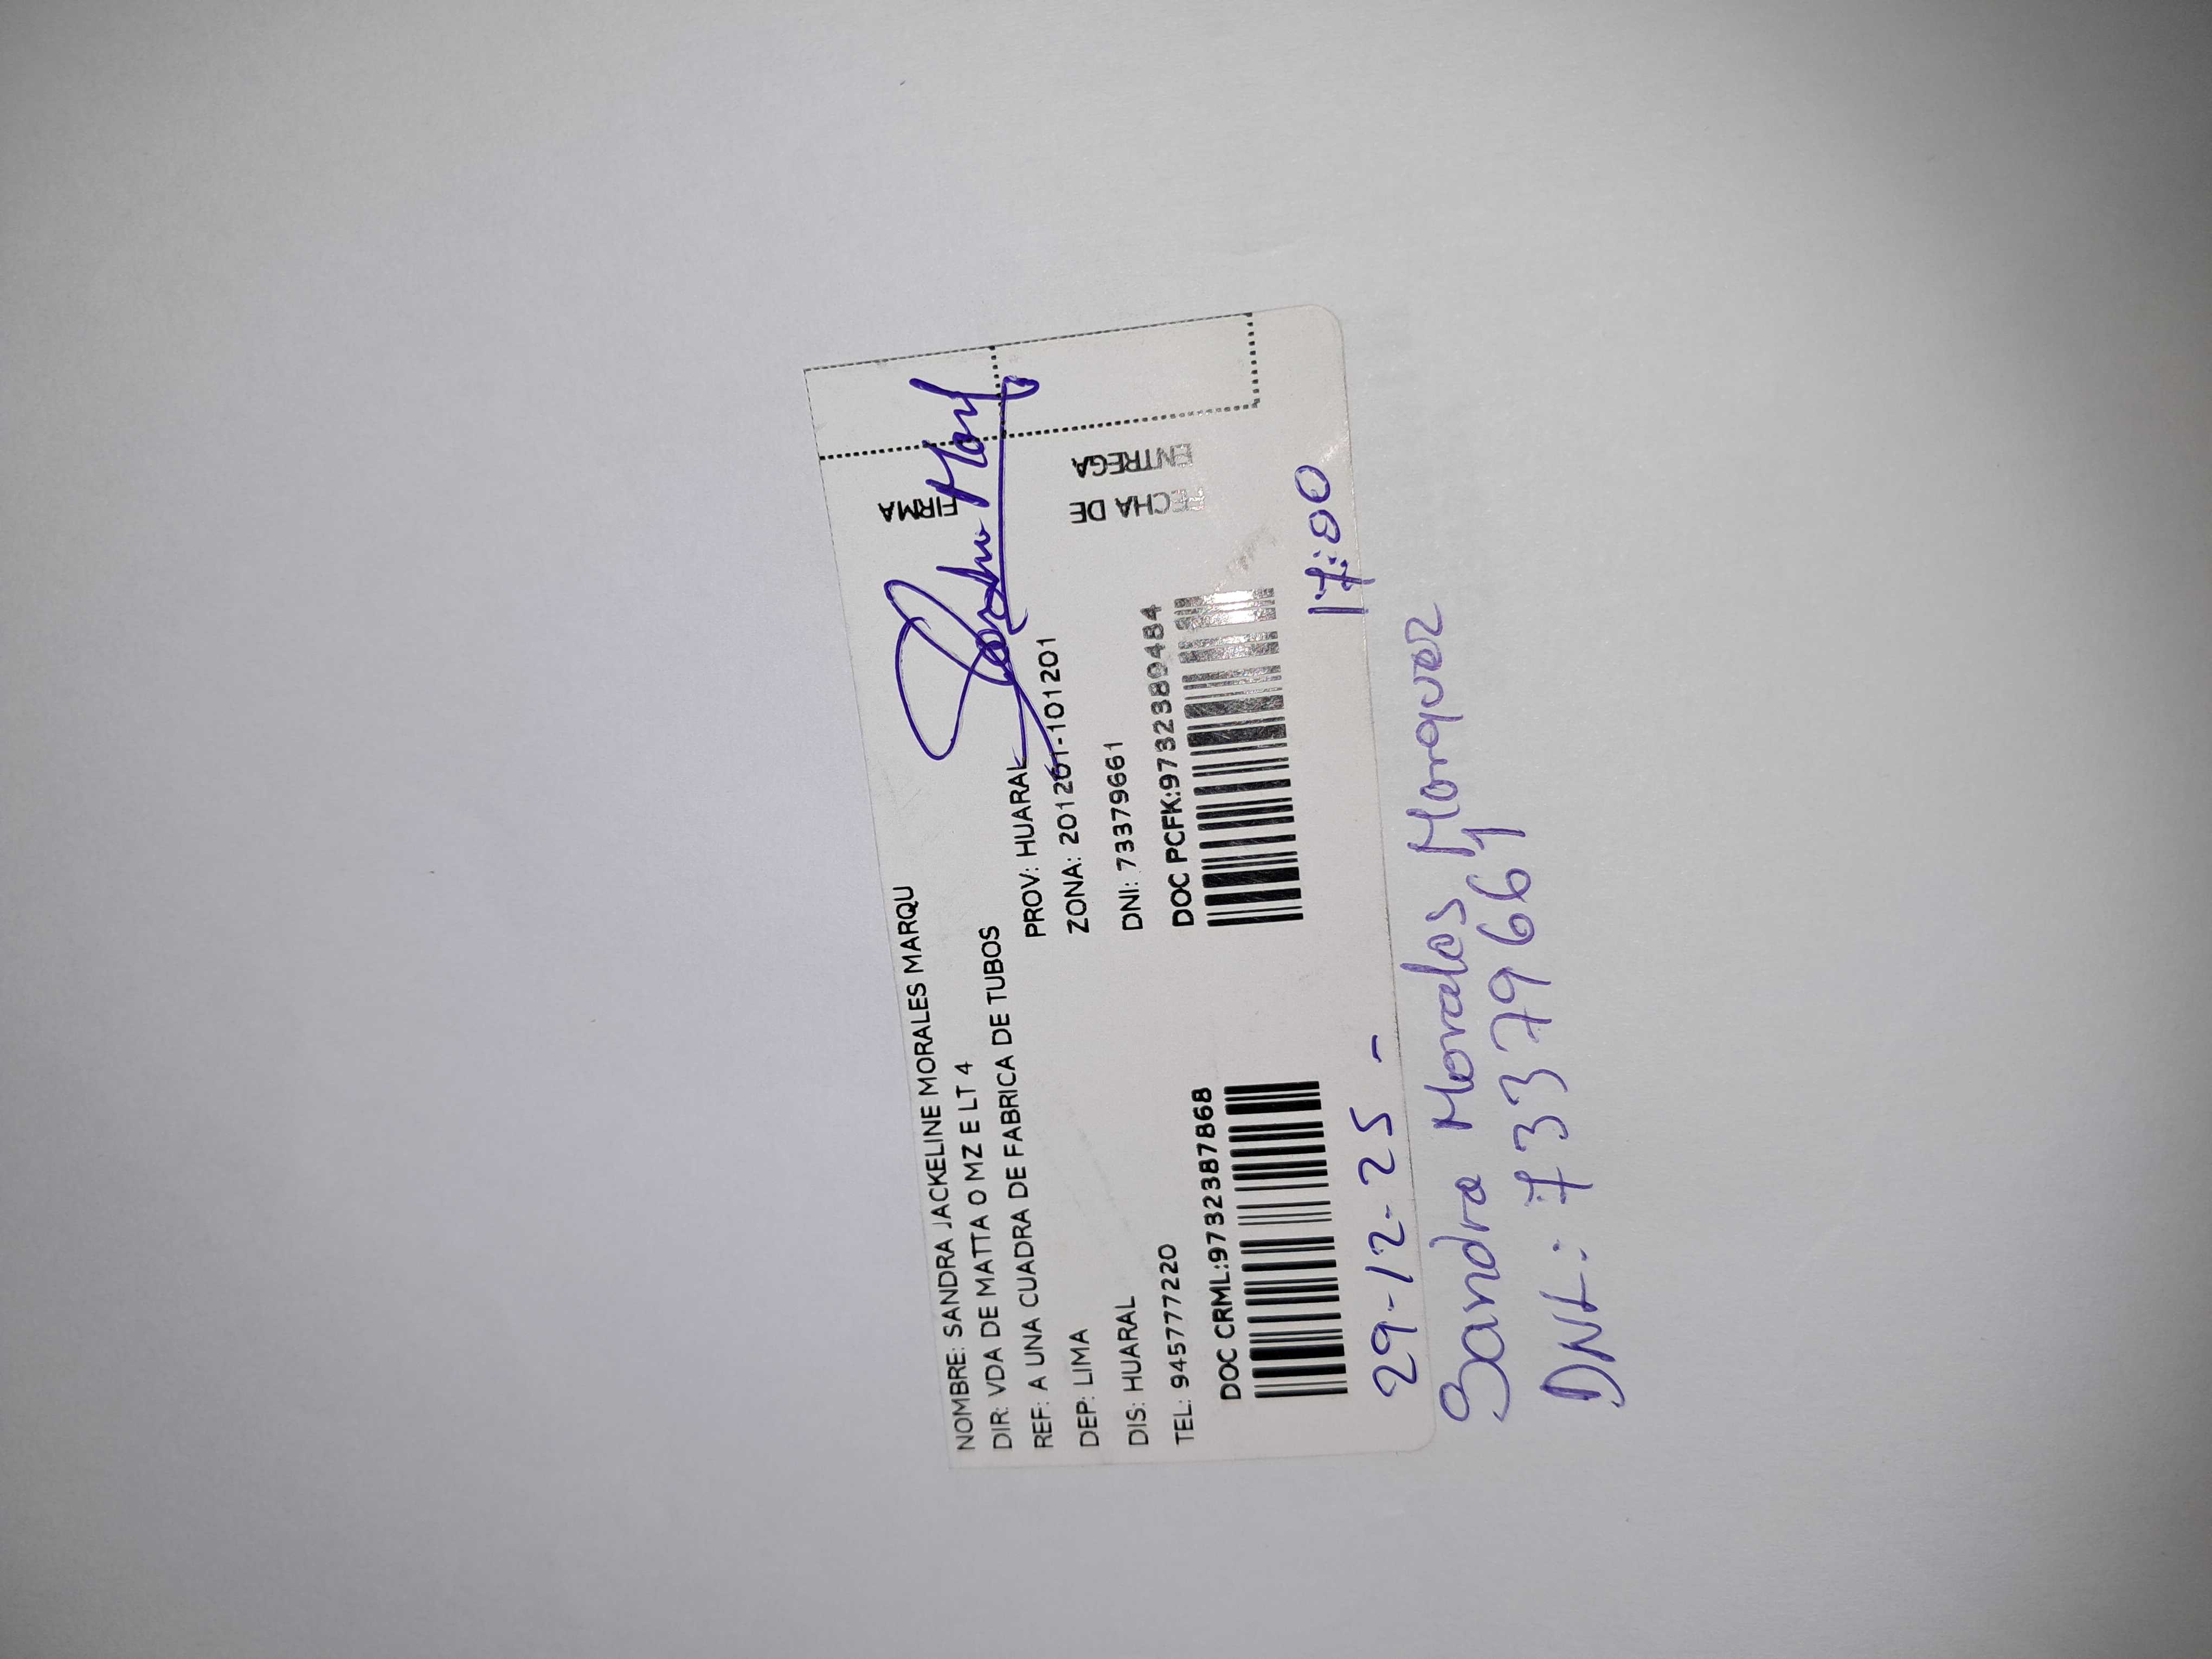 NOMBRE: SANDRA JACKELINE MORALES MARQU
DIR: VDA DE MATTA O MZ E LT 4
REF: A UNA CUADRA DE FABRICA DE TUBOS
DEP: LIMA PROV: HUARAL
DIS: HUARAL ZONA: 201201-101201
TEL: 945777220 DNI: 73379661
DOC CRML:9732387868 DOC PCFK:9732389484
FIRMA
FECHA DE
ENTREGA
29-12-25 - 17:00
Sandra Morales Marquez
DNI: 73379661